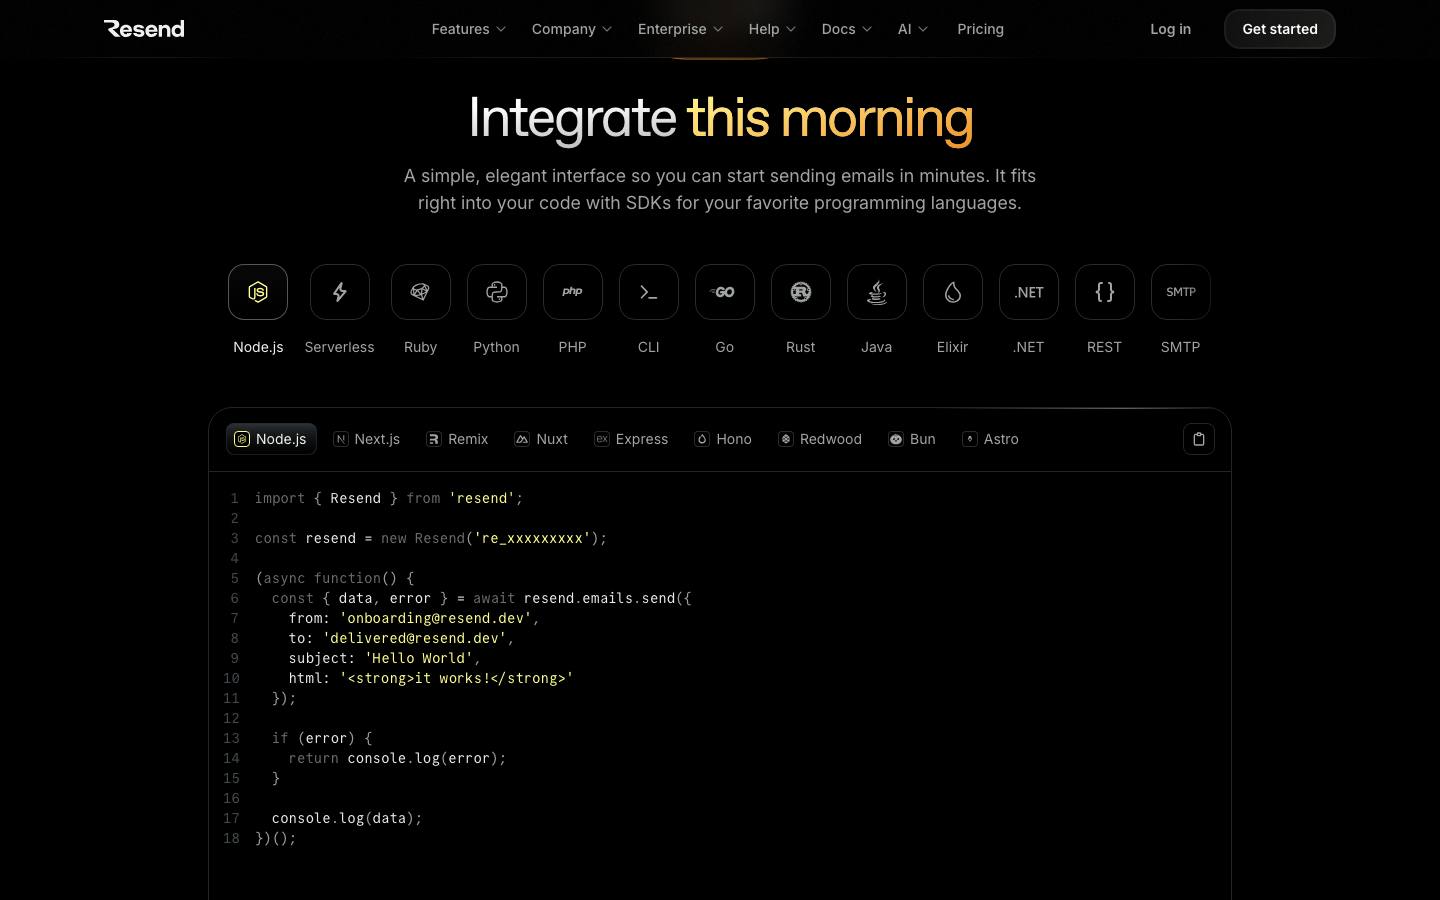 Resend
Features
Company
Enterprise
Help
Docs
AI
Pricing
Log in
Get started
Integrate this morning
A simple, elegant interface so you can start sending emails in minutes. It fits
right into your code with SDKs for your favorite programming languages.
JS
php
GO
R
.NET
{}
SMTP
Node.js
Serverless
Ruby
Python
PHP
CLI
Go
Rust
Java
Elixir
.NET
REST
SMTP
Node.js
N Next.js
R Remix
Nuxt
ex Express
Hono
Redwood
Bun
Astro
1 import { Resend } from 'resend';
2
3 const resend = new Resend('re_xxxxxxxxx');
4
5 (async function() {
6   const { data, error } = await resend.emails.send({
7     from: 'onboarding@resend.dev',
8     to: 'delivered@resend.dev',
9     subject: 'Hello World',
10     html: '<strong>it works!</strong>'
11   });
12
13   if (error) {
14     return console.log(error);
15   }
16
17   console.log(data);
18 })();